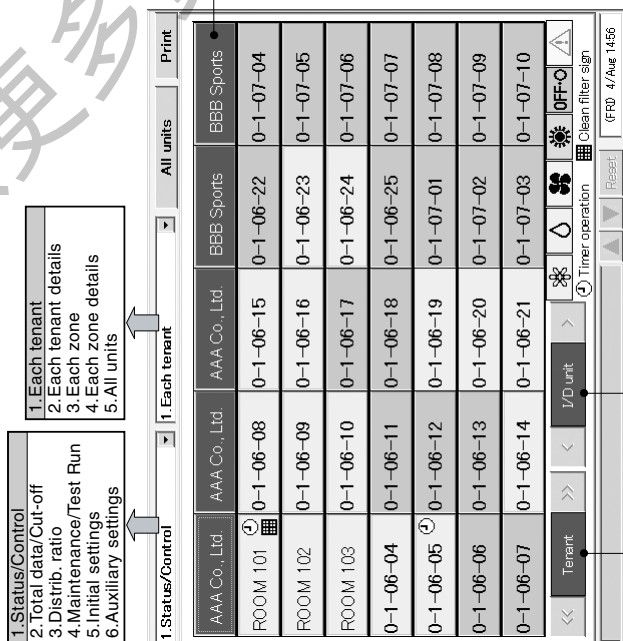 1.Status/Control
2.Total data/Cut-off
3.Distrib. ratio
4.Maintenance/Test Run
5.Initial settings
6.Auxiliary settings
1.Each tenant
2.Each tenant details
3.Each zone
4.Each zone details
5.All units
1.Status/Control
1.Each tenant
All units
Print
AAA Co., Ltd. AAA Co., Ltd. AAA Co., Ltd. BBB Sports BBB Sports
ROOM 101 0-1-06-08 0-1-06-15 0-1-06-22 0-1-07-04
ROOM 102 0-1-06-09 0-1-06-16 0-1-06-23 0-1-07-05
ROOM 103 0-1-06-10 0-1-06-17 0-1-06-24 0-1-07-06
0-1-06-04 0-1-06-11 0-1-06-18 0-1-06-25 0-1-07-07
0-1-06-05 0-1-06-12 0-1-06-19 0-1-07-01 0-1-07-08
0-1-06-06 0-1-06-13 0-1-06-20 0-1-07-02 0-1-07-09
0-1-06-07 0-1-06-14 0-1-06-21 0-1-07-03 0-1-07-10
<< Tenant >> < I/D unit > OFF
Timer operation Clean filter sign
Reset (FRI) 4/Aug 14:56
更多